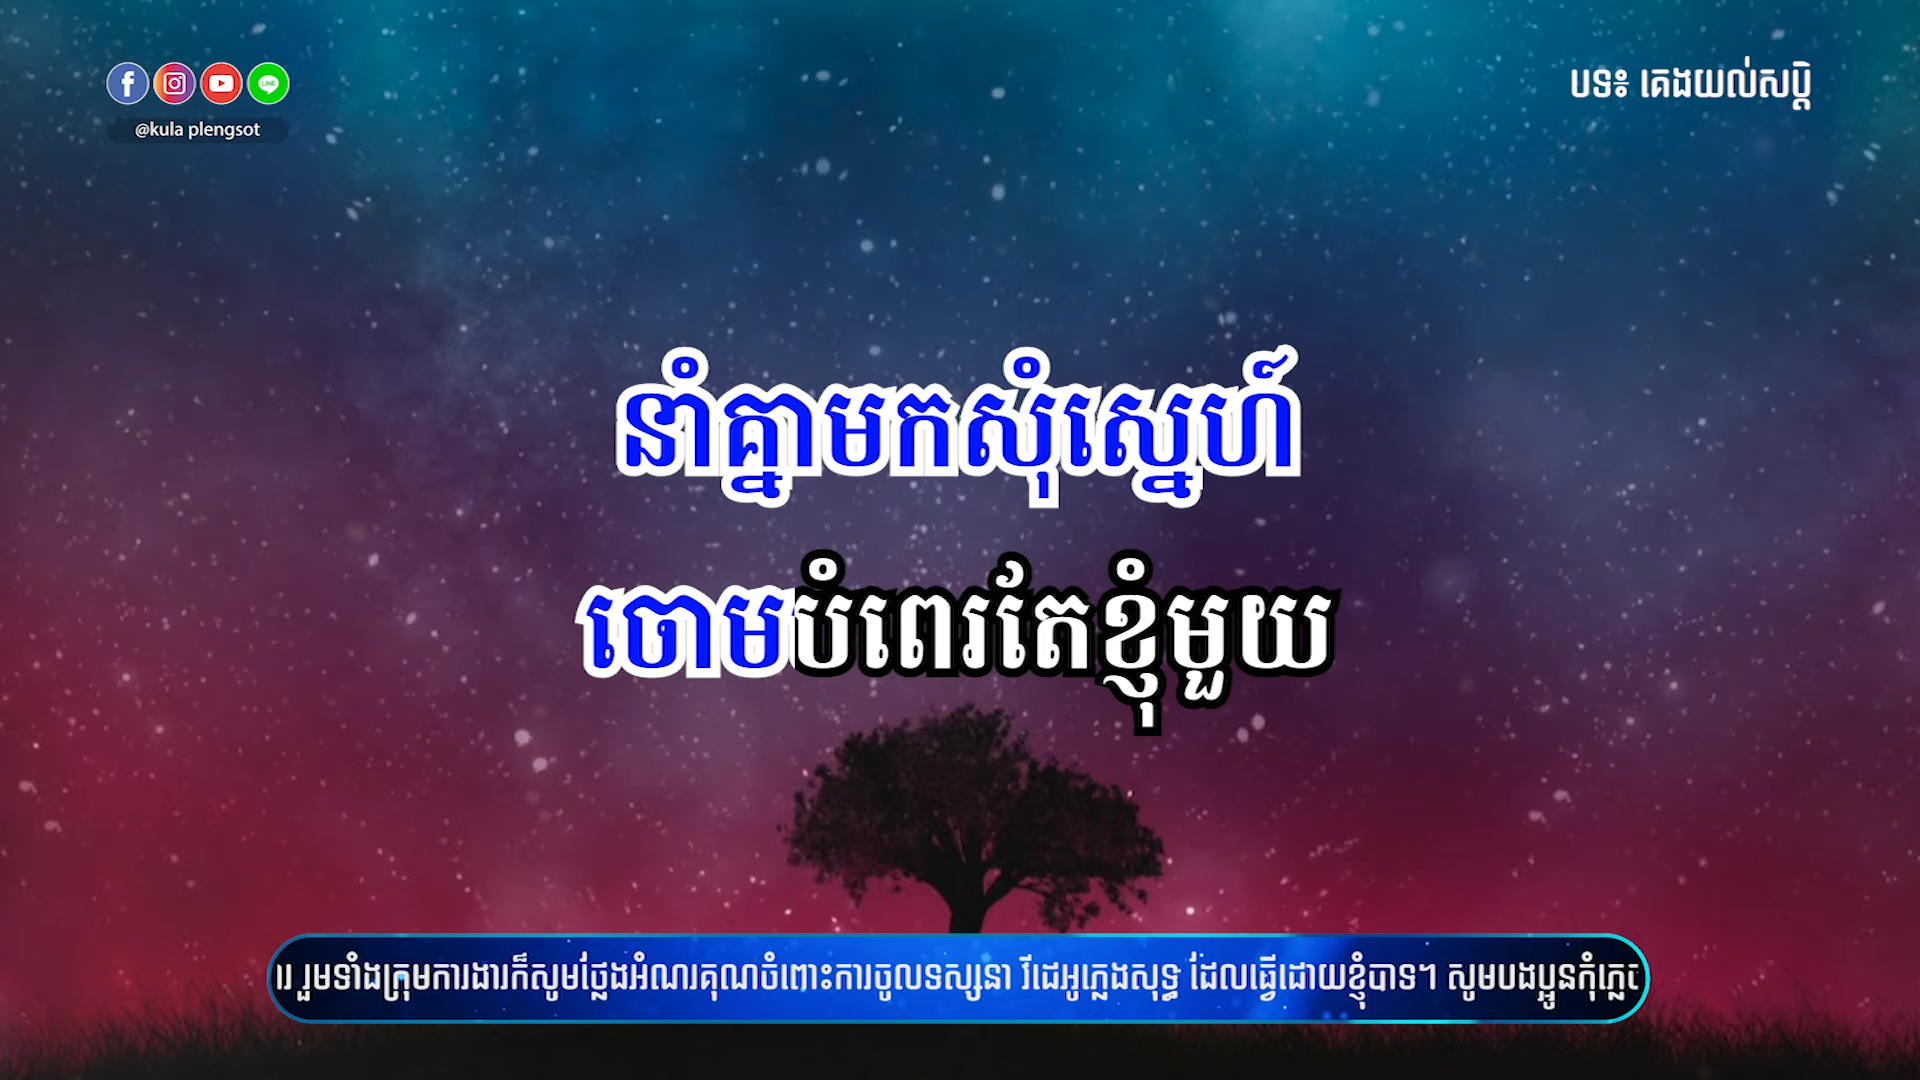 @kula plengsot
បទ៖ គេងយល់សប្តិ
នាំគ្នាមកសុំស្នេហ៍
ចោមបំពេរតែខ្ញុំមួយ
រួមទាំងក្រុមការងារក៏សូមថ្លែងអំណរគុណចំពោះការចូលទស្សនា វីដេអូភ្លេងសុទ្ធ ដែលធ្វើដោយខ្ញុំបាទ។ សូមបងប្អូនកុំភ្លេច